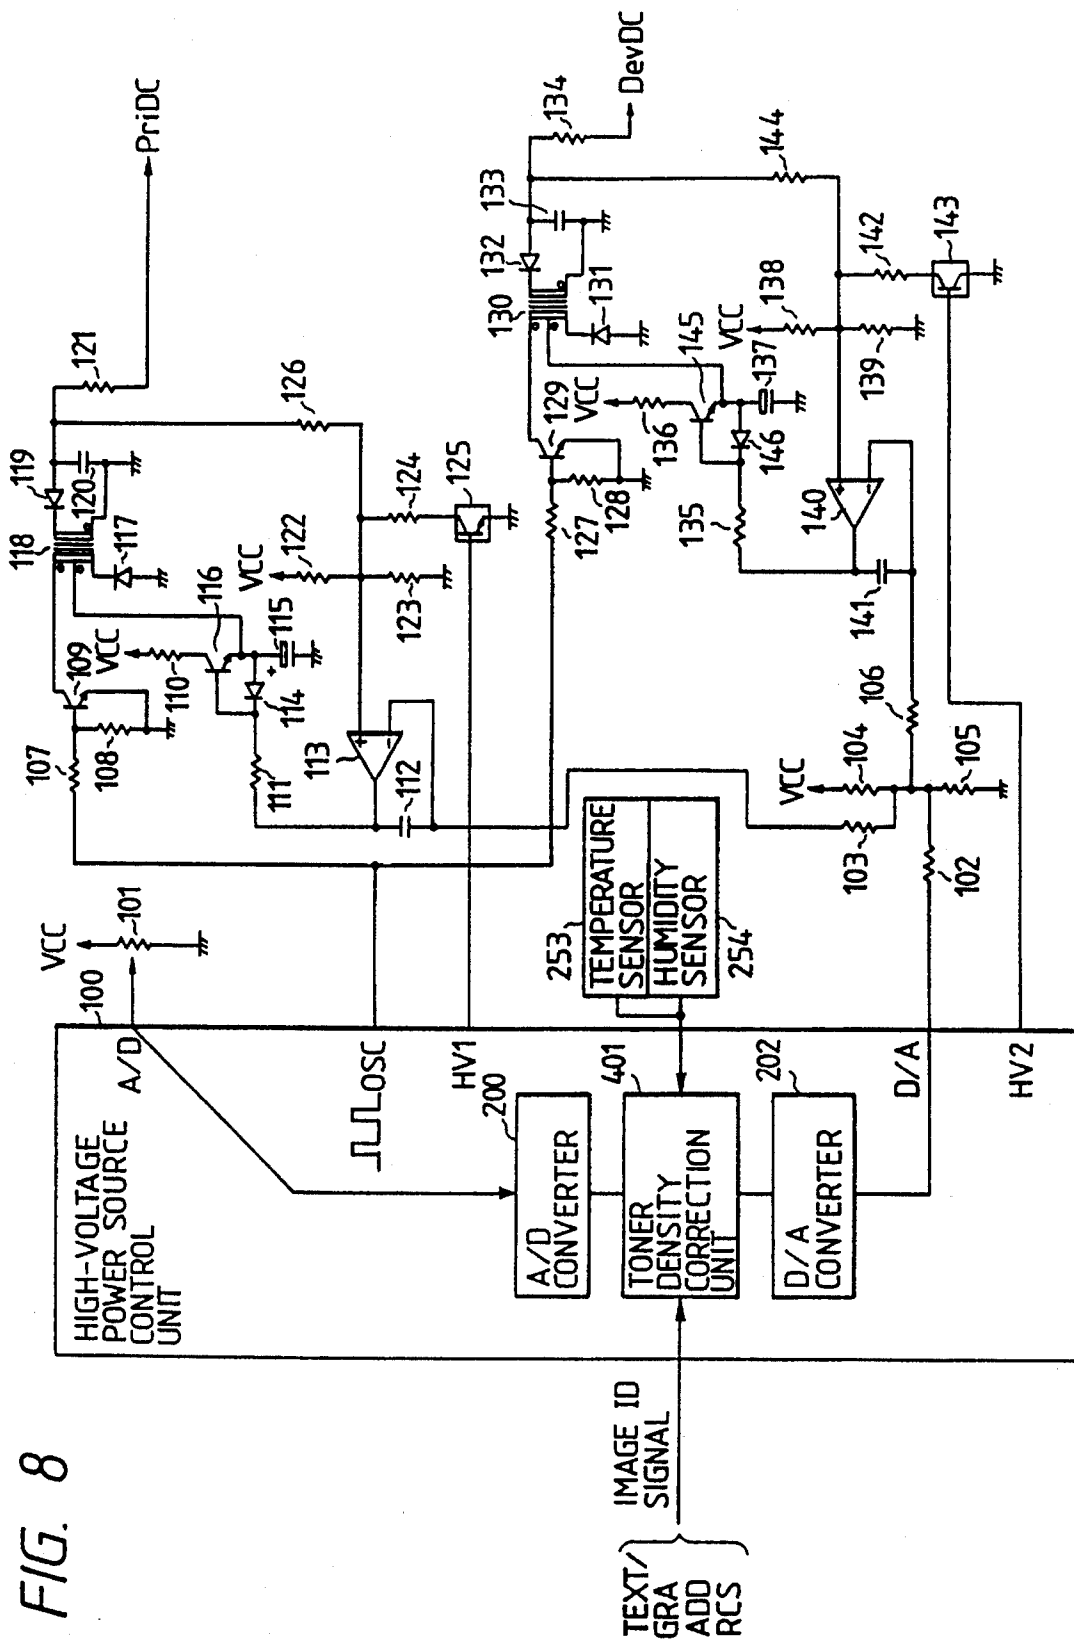 FIG. 8
TEXT/
GRA
ADD
RCS
IMAGE ID
SIGNAL
HIGH-VOLTAGE
POWER SOURCE
CONTROL
UNIT
100
A/D
OSC
HV1
200
A/D
CONVERTER
401
TONER
DENSITY
CORRECTION
UNIT
202
D/A
CONVERTER
D/A
HV2
VCC
101
253
TEMPERATURE
SENSOR
HUMIDITY
SENSOR
254
107
108
109
VCC
110
111
112
113
114
+
115
116
117
118
119
120
121
PriDC
VCC
122
123
124
125
126
+
-
102
103
VCC
104
105
106
127
128
129
VCC
130
131
132
133
134
DevDC
135
136
137
145
146
VCC
138
139
140
+
-
141
142
143
144